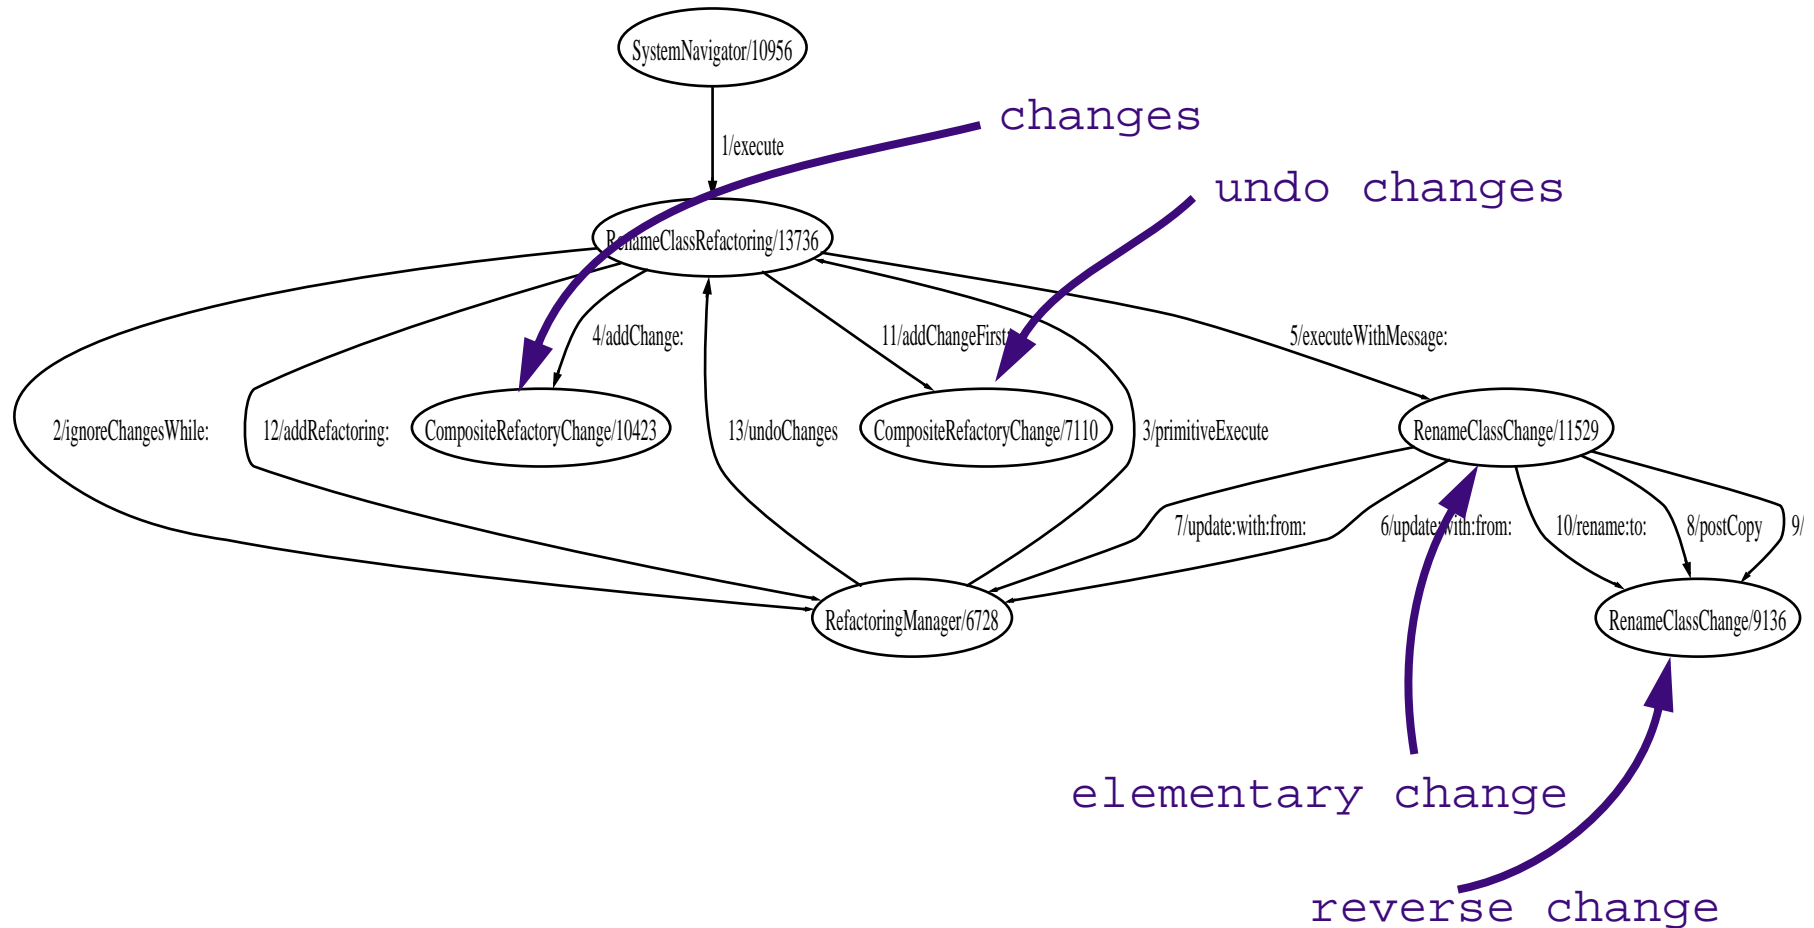 SystemNavigator/10956
changes
1/execute
undo changes
RenameClassRefactoring/13736
4/addChange:
11/addChangeFirst:
5/executeWithMessage:
2/ignoreChangesWhile:
12/addRefactoring:
CompositeRefactoryChange/10423
13/undoChanges
CompositeRefactoryChange/7110
3/primitiveExecute
RenameClassChange/11529
7/update:with:from:
6/update:with:from:
10/rename:to:
8/postCopy
9/
RefactoringManager/6728
RenameClassChange/9136
elementary change
reverse change